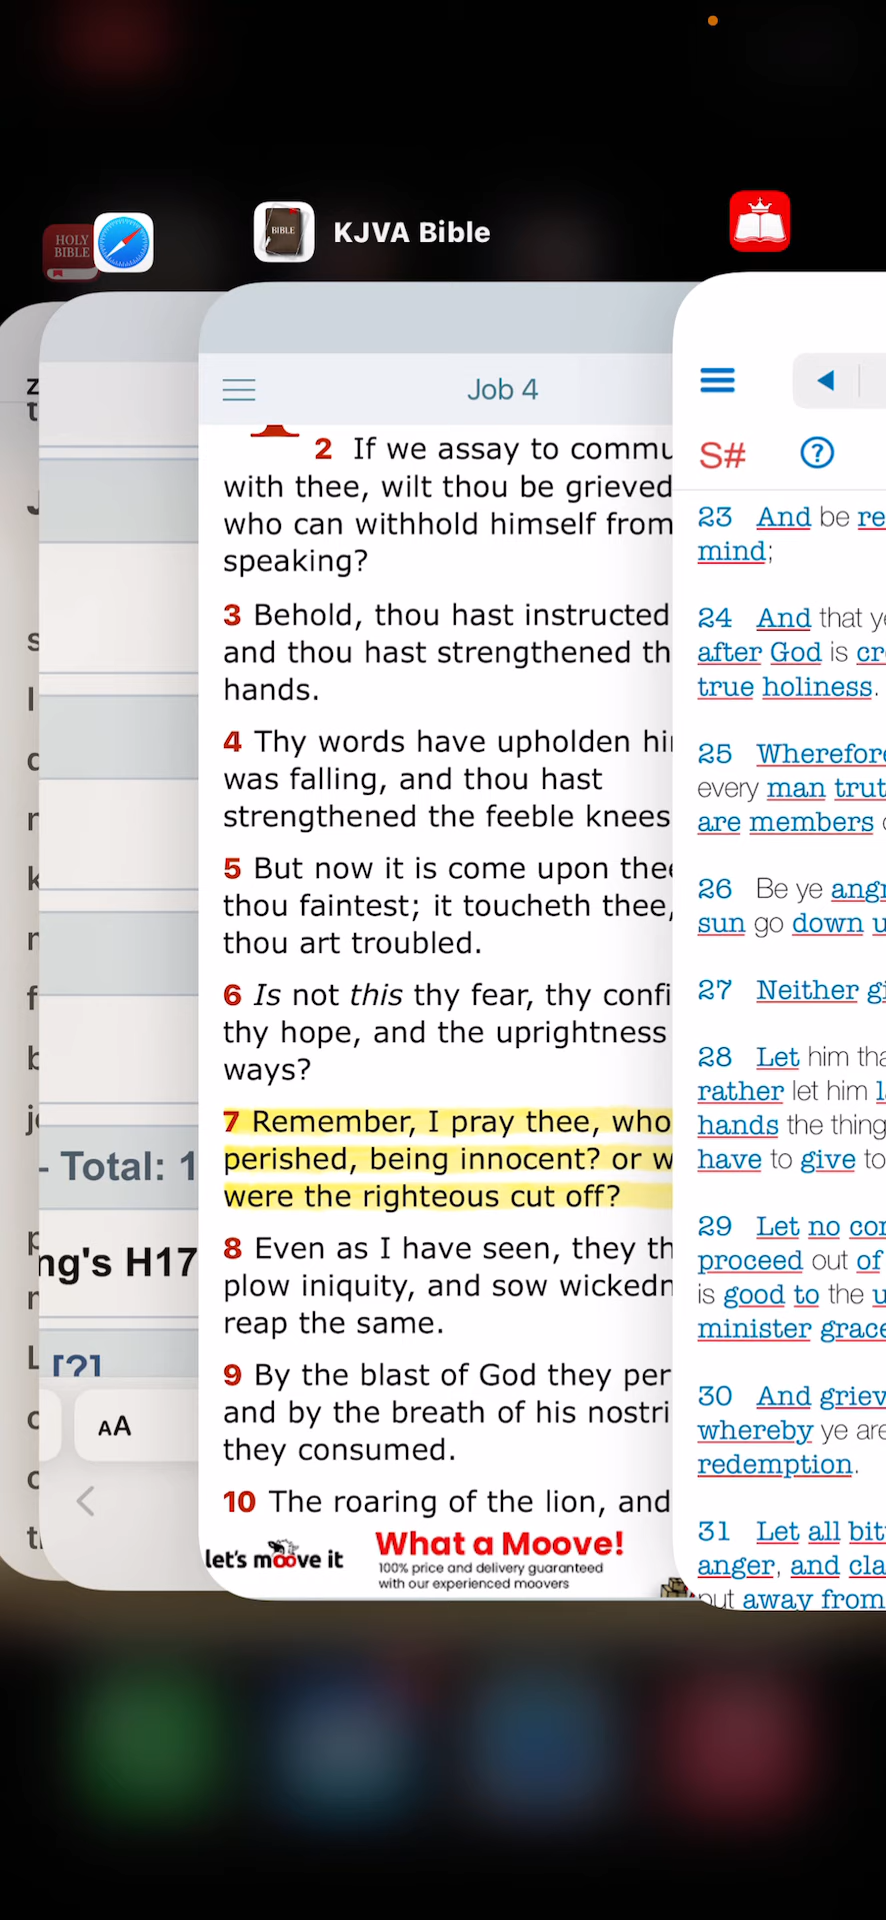 HOLY
BIBLE
BIBLE
KJVA Bible
- Total: 1
ng's H17
[?]
AA
Job 4
2 If we assay to commu
with thee, wilt thou be grieved
who can withhold himself from
speaking?
3 Behold, thou hast instructed
and thou hast strengthened th
hands.
4 Thy words have upholden hi
was falling, and thou hast
strengthened the feeble knees
5 But now it is come upon thee
thou faintest; it toucheth thee,
thou art troubled.
6 Is not this thy fear, thy confi
thy hope, and the uprightness
ways?
7 Remember, I pray thee, who
perished, being innocent? or w
were the righteous cut off?
8 Even as I have seen, they th
plow iniquity, and sow wickedn
reap the same.
9 By the blast of God they per
and by the breath of his nostri
they consumed.
10 The roaring of the lion, and
let's moove it
What a Moove!
100% price and delivery guaranteed
with our experienced moovers
S# ?
23 And be re
mind;
24 And that ye
after God is cr
true holiness.
25 Wherefore
every man trut
are members
26 Be ye angr
sun go down u
27 Neither gi
28 Let him tha
rather let him l
hands the thing
have to give to
29 Let no cor
proceed out of
is good to the u
minister grace
30 And griev
whereby ye are
redemption.
31 Let all bit
anger, and cla
put away from